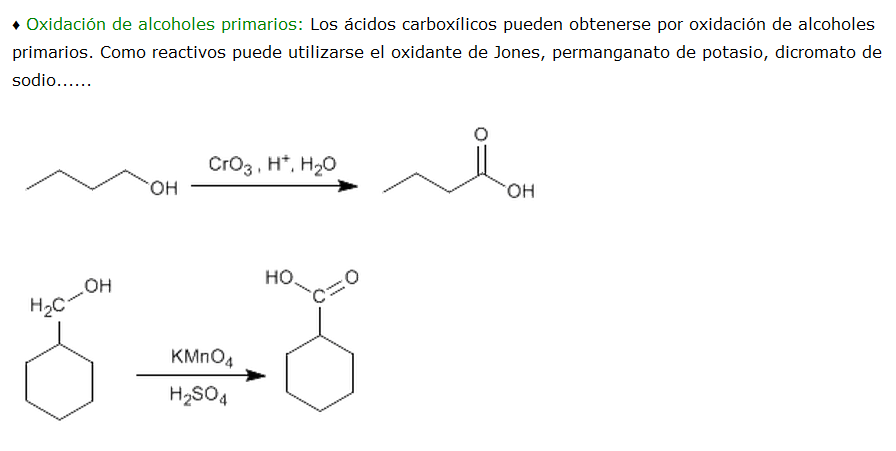 ♦ Oxidación de alcoholes primarios: Los ácidos carboxílicos pueden obtenerse por oxidación de alcoholes
primarios. Como reactivos puede utilizarse el oxidante de Jones, permanganato de potasio, dicromato de
sodio......
O
CrO₃ , H⁺, H₂O
OH
OH
HO
O
OH
H₂C
C
KMnO₄
H₂SO₄